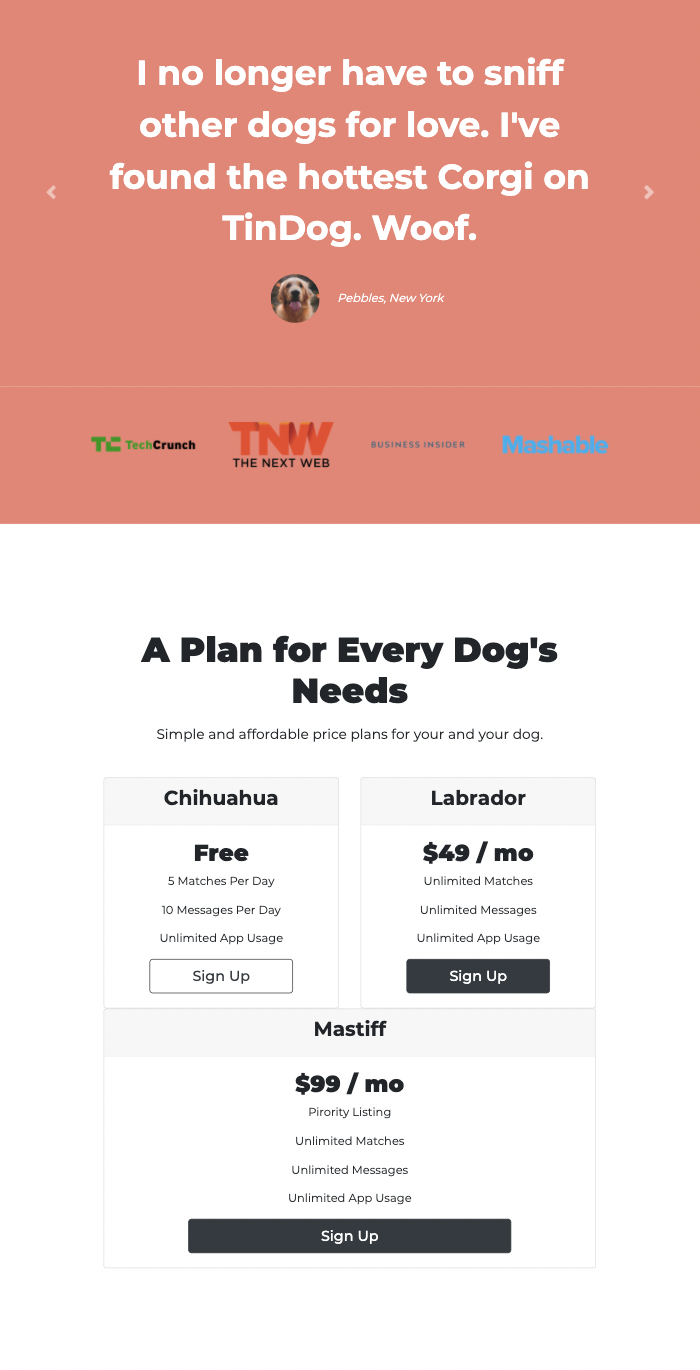 I no longer have to sniff
other dogs for love. I've
found the hottest Corgi on
TinDog. Woof.
Pebbles, New York
TC TechCrunch
TNW
THE NEXT WEB
BUSINESS INSIDER
Mashable
A Plan for Every Dog's
Needs
Simple and affordable price plans for your and your dog.
Chihuahua
Free
5 Matches Per Day
10 Messages Per Day
Unlimited App Usage
Sign Up
Labrador
$49 / mo
Unlimited Matches
Unlimited Messages
Unlimited App Usage
Sign Up
Mastiff
$99 / mo
Pirority Listing
Unlimited Matches
Unlimited Messages
Unlimited App Usage
Sign Up